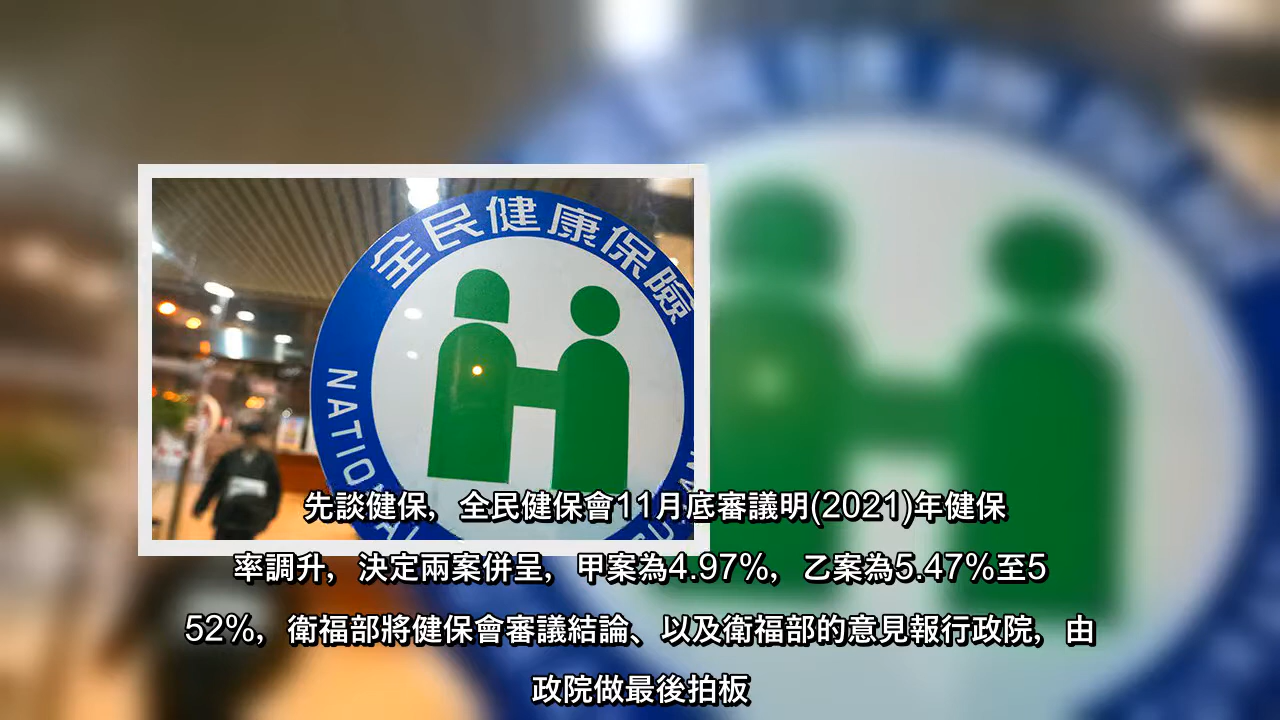 全民健康保險
NATIONAL
先談健保，全民健保會11月底審議明(2021)年健保
率調升，決定兩案併呈，甲案為4.97%，乙案為5.47%至5
52%，衛福部將健保會審議結論、以及衛福部的意見報行政院，由
政院做最後拍板